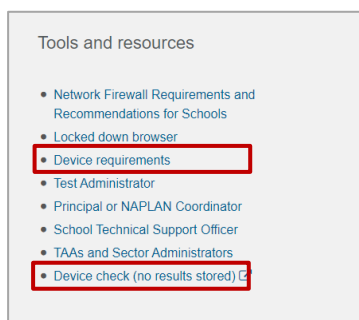 Tools and resources
• Network Firewall Requirements and
Recommendations for Schools
• Locked down browser
• Device requirements
• Test Administrator
• Principal or NAPLAN Coordinator
• School Technical Support Officer
• TAAs and Sector Administrators
• Device check (no results stored)